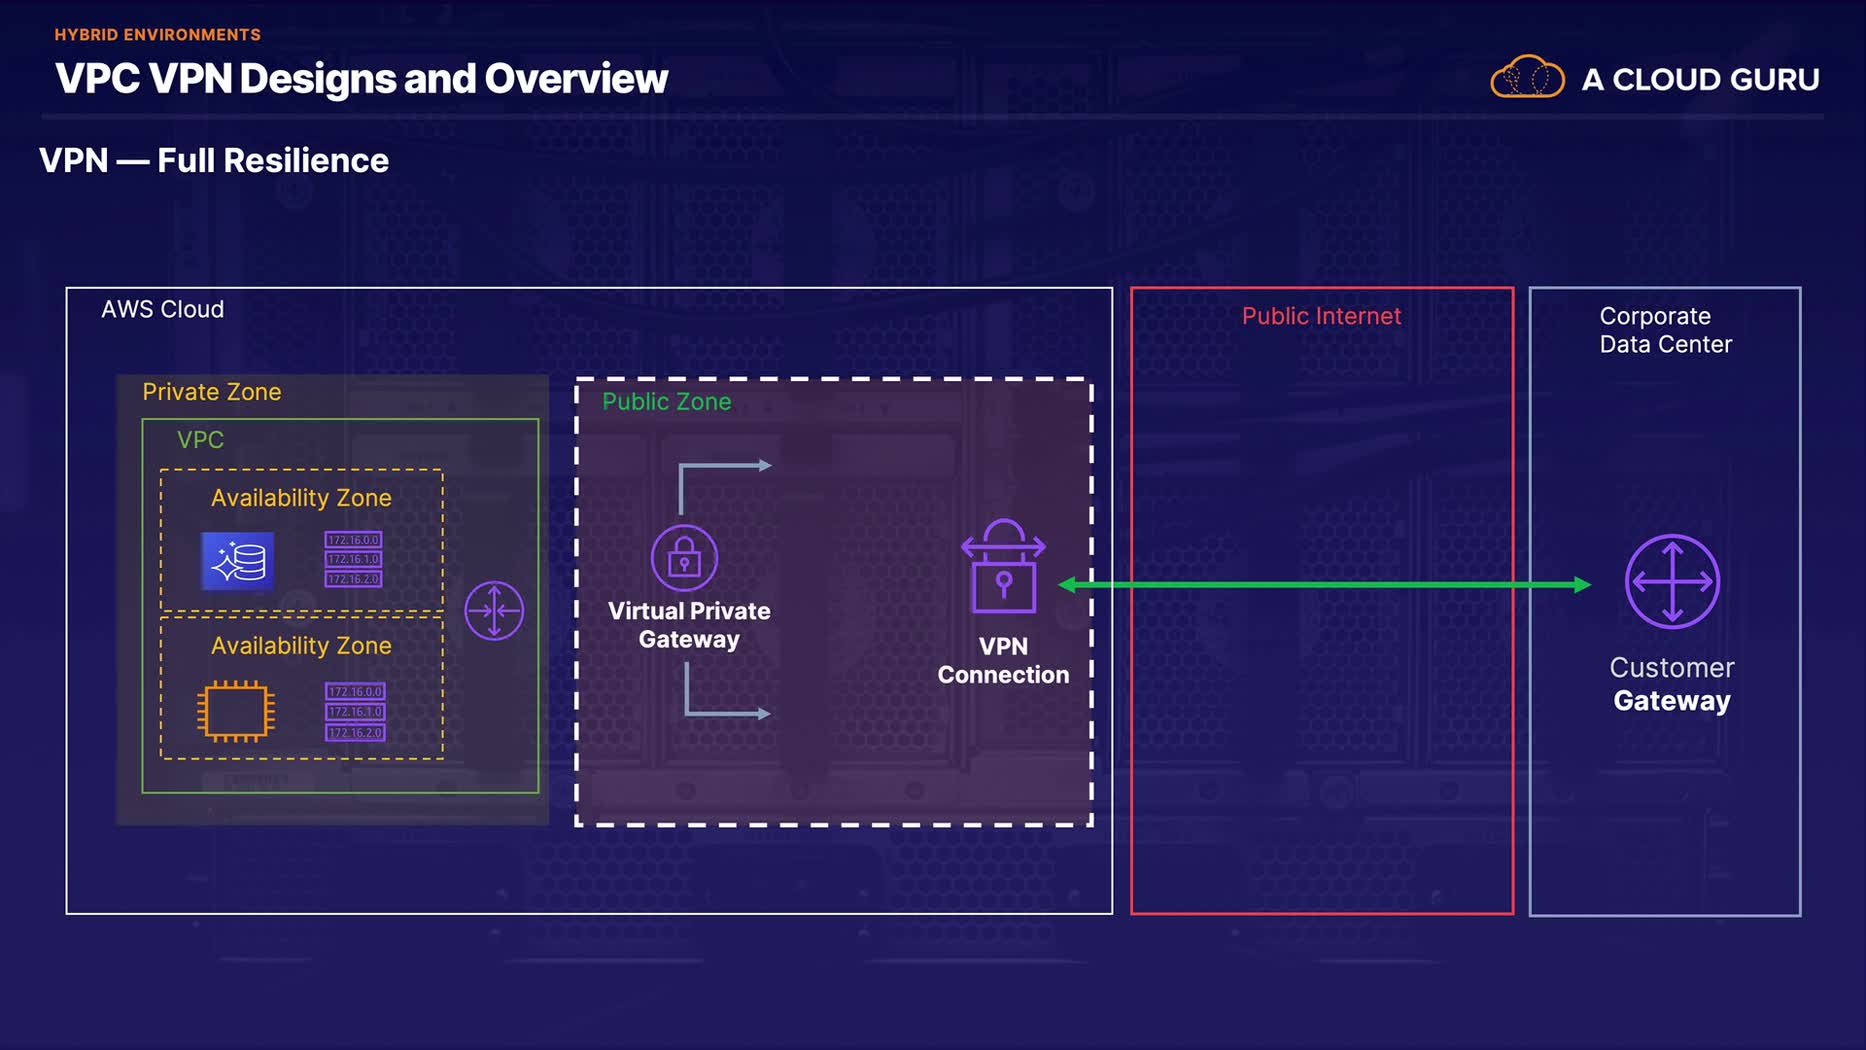 HYBRID ENVIRONMENTS
VPC VPN Designs and Overview
A CLOUD GURU
VPN — Full Resilience
AWS Cloud
Private Zone
VPC
Availability Zone
172.16.0.0
172.16.1.0
172.16.2.0
Availability Zone
172.16.0.0
172.16.1.0
172.16.2.0
Public Zone
Virtual Private
Gateway
VPN
Connection
Public Internet
Corporate
Data Center
Customer
Gateway